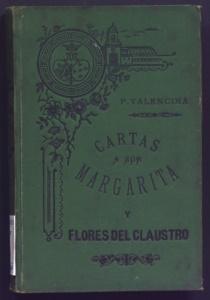 P. VALENCINA
CARTAS
A SOR
MARGARITA
Y
FLORES DEL CLAUSTRO